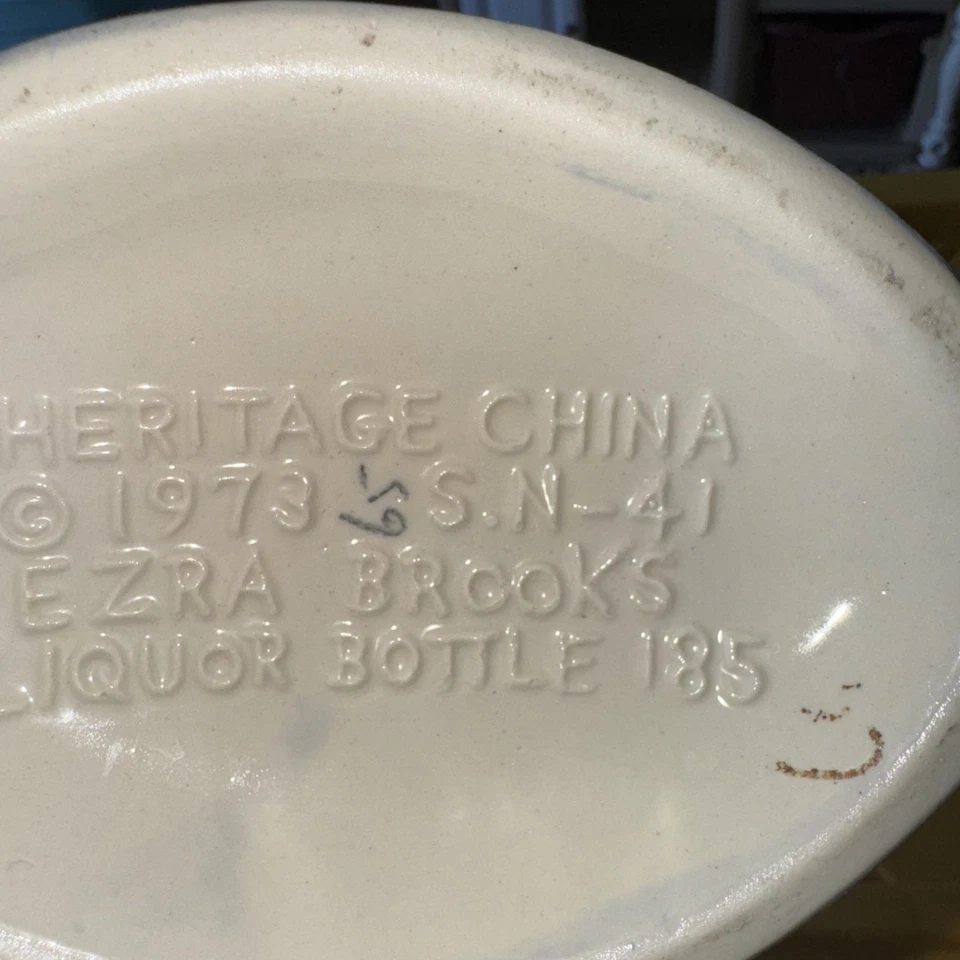 HERITAGE CHINA
© 1973 S.N-41
EZRA BROOKS
LIQUOR BOTTLE 185